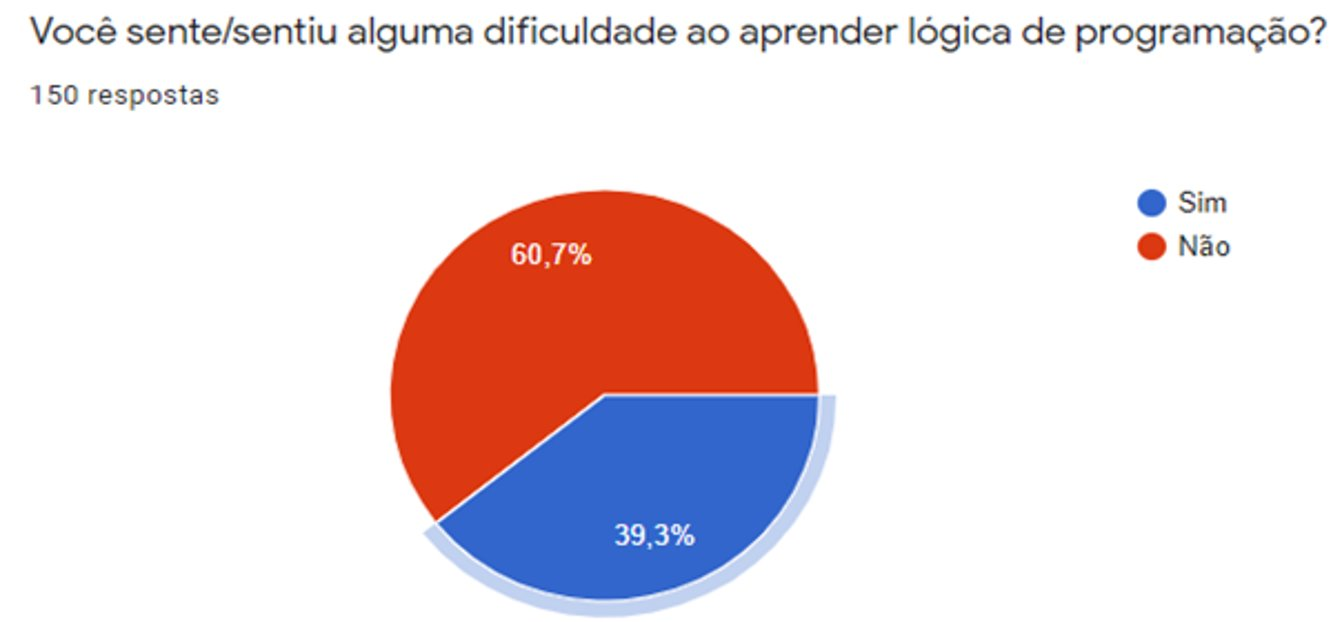 Você sente/sentiu alguma dificuldade ao aprender lógica de programação?
150 respostas
Sim
Não
60,7%
39,3%